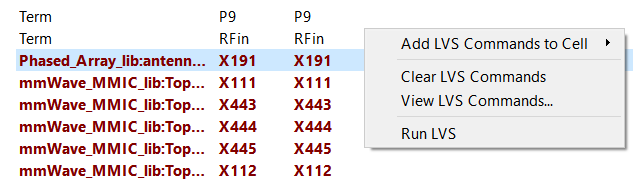 Term P9 P9
Term RFin RFin
Phased_Array_lib:antenn... X191 X191
mmWave_MMIC_lib:Top... X111 X111
mmWave_MMIC_lib:Top... X443 X443
mmWave_MMIC_lib:Top... X444 X444
mmWave_MMIC_lib:Top... X445 X445
mmWave_MMIC_lib:Top... X112 X112
Add LVS Commands to Cell
Clear LVS Commands
View LVS Commands...
Run LVS